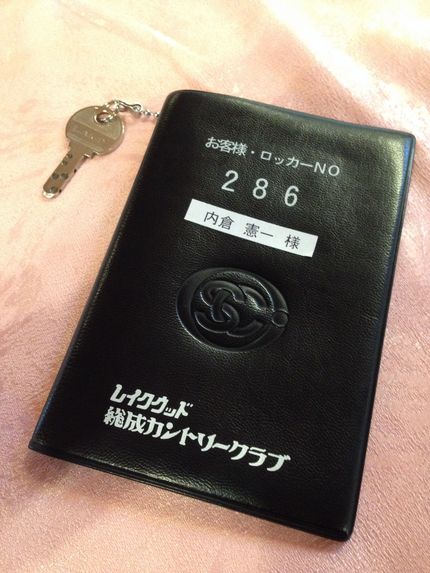 お客様・ロッカーNO
286
内倉 憲一 様
レイクウッド
総成カントリークラブ